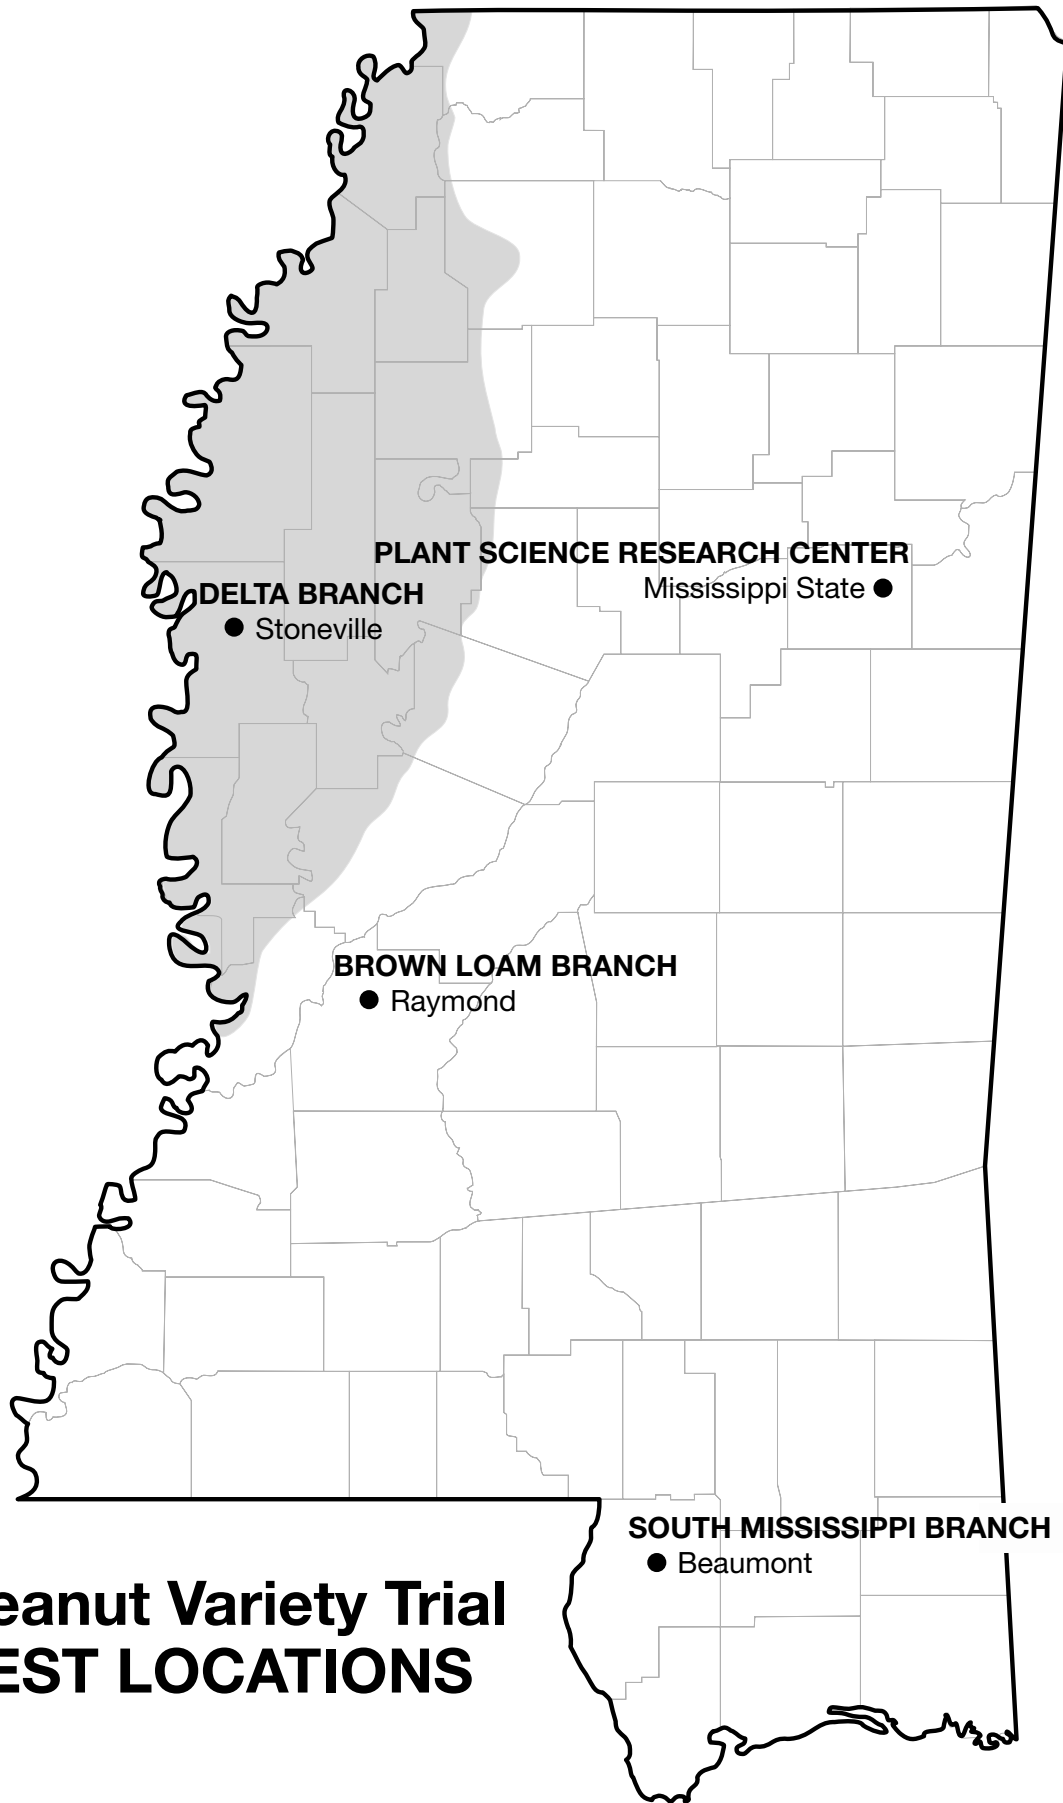 PLANT SCIENCE RESEARCH CENTER
Mississippi State
DELTA BRANCH
Stoneville
BROWN LOAM BRANCH
Raymond
SOUTH MISSISSIPPI BRANCH
Beaumont
eanut Variety Trial
EST LOCATIONS